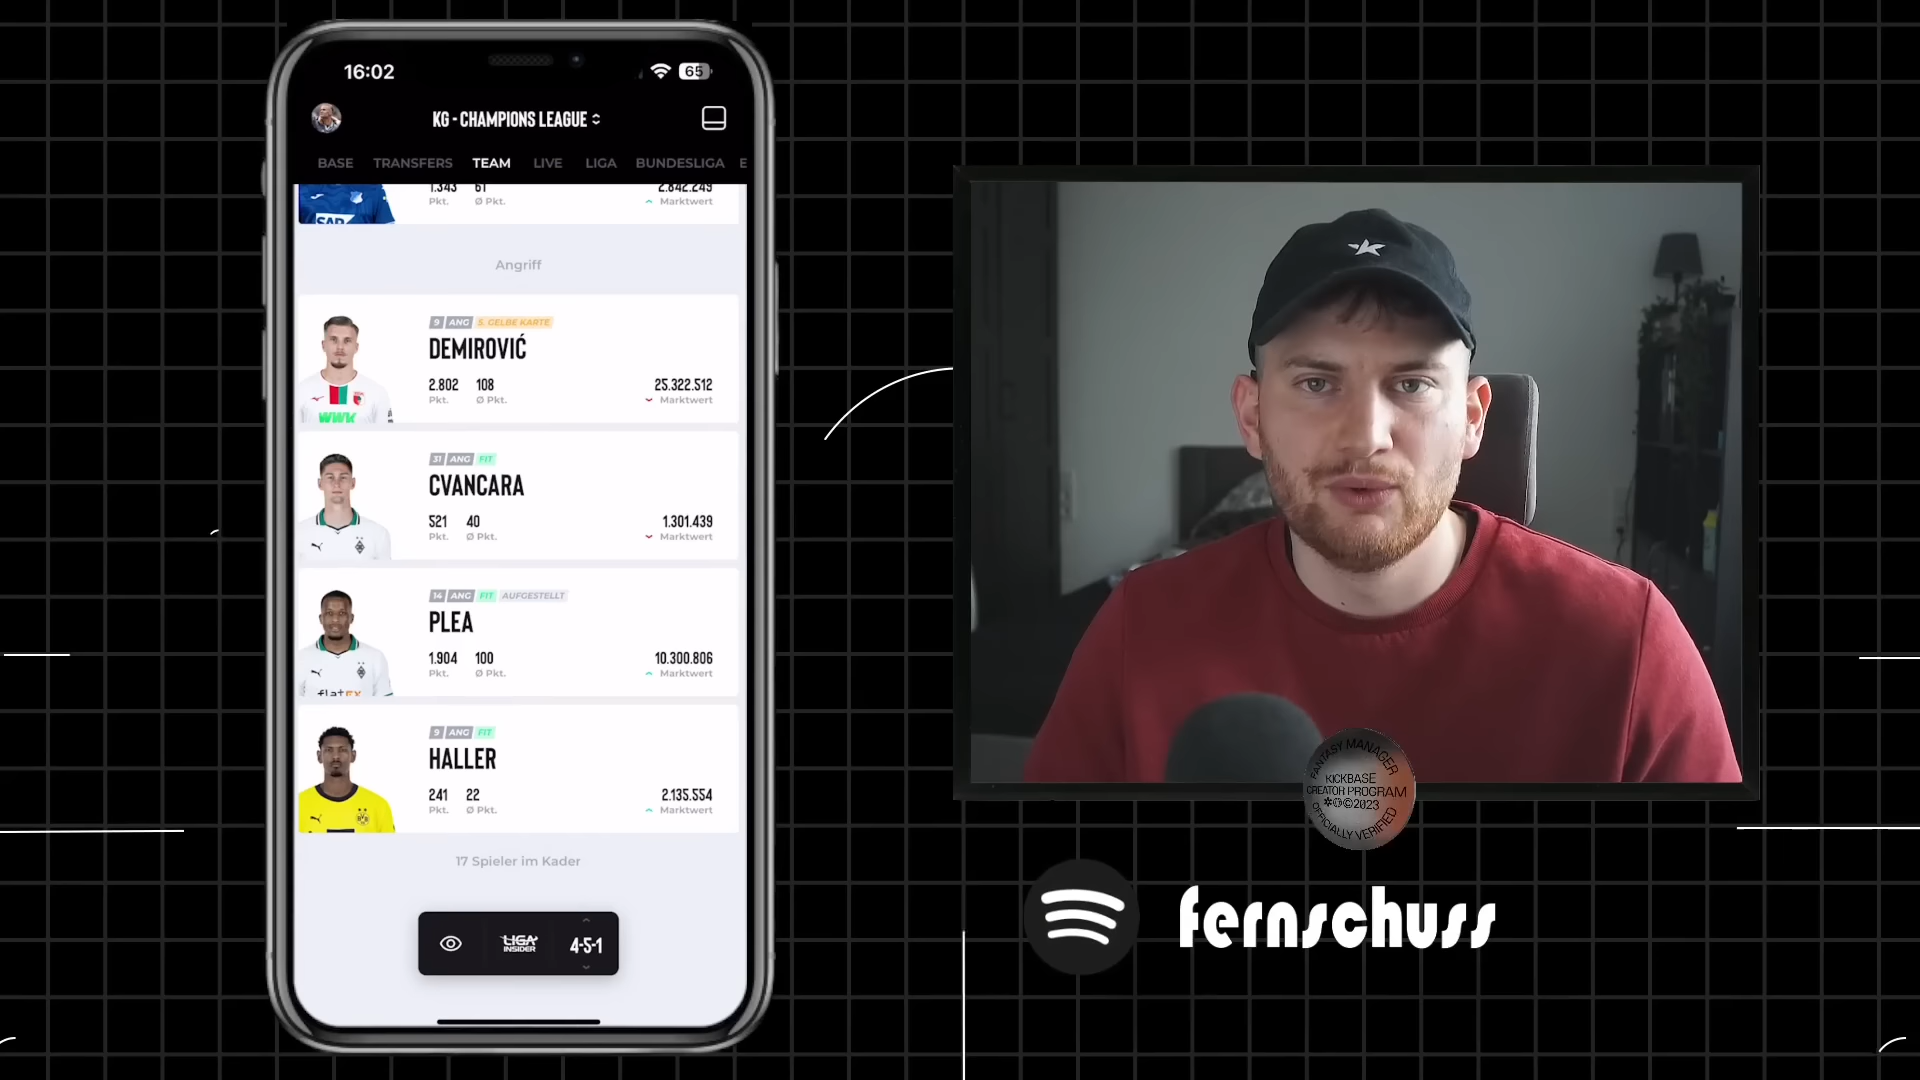 16:02
65
KG - CHAMPIONS LEAGUE
BASE TRANSFERS TEAM LIVE LIGA BUNDESLIGA E
1.343 61 2.842.249
Pkt. Ø Pkt. Marktwert
SAP
Angriff
9 ANG 5. GELBE KARTE
DEMIROVIĆ
2.802 108 25.322.512
Pkt. Ø Pkt. Marktwert
WWK
31 ANG FIT
CVANCARA
521 40 1.301.439
Pkt. Ø Pkt. Marktwert
14 ANG FIT AUFGESTELLT
PLEA
1.904 100 10.300.806
Pkt. Ø Pkt. Marktwert
flatEX
9 ANG FIT
HALLER
241 22 2.135.554
Pkt. Ø Pkt. Marktwert
17 Spieler im Kader
LIGA
INSIDER
4-5-1
FANTASY MANAGER
KICKBASE
CREATOR PROGRAM
©2023
OFFICIALLY VERIFIED
fernschuss